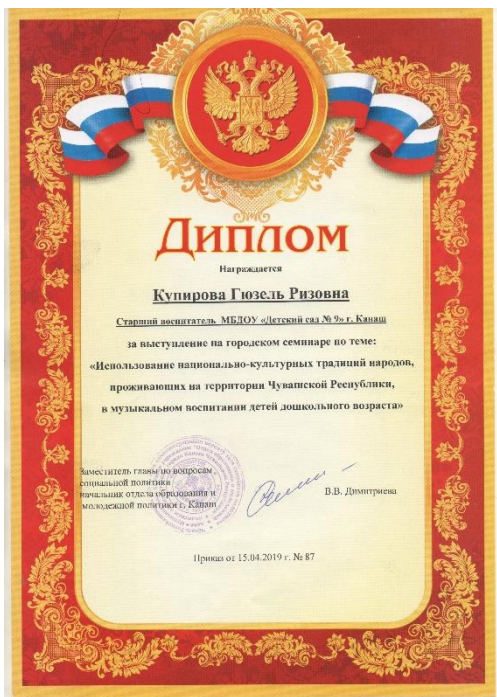 Диплом
Награждается
Купирова Гюзель Ризовна
Старший воспитатель МБДОУ «Детский сад № 9» г. Канаш
за выступление на городском семинаре по теме:
«Использование национально-культурных традиций народов,
проживающих на территории Чувашской Республики,
в музыкальном воспитании детей дошкольного возраста»
Заместитель главы по вопросам
социальной политики
начальник отдела образования и
молодежной политики г. Канаш
В.В. Димитриева
Приказ от 15.04.2019 г. № 87